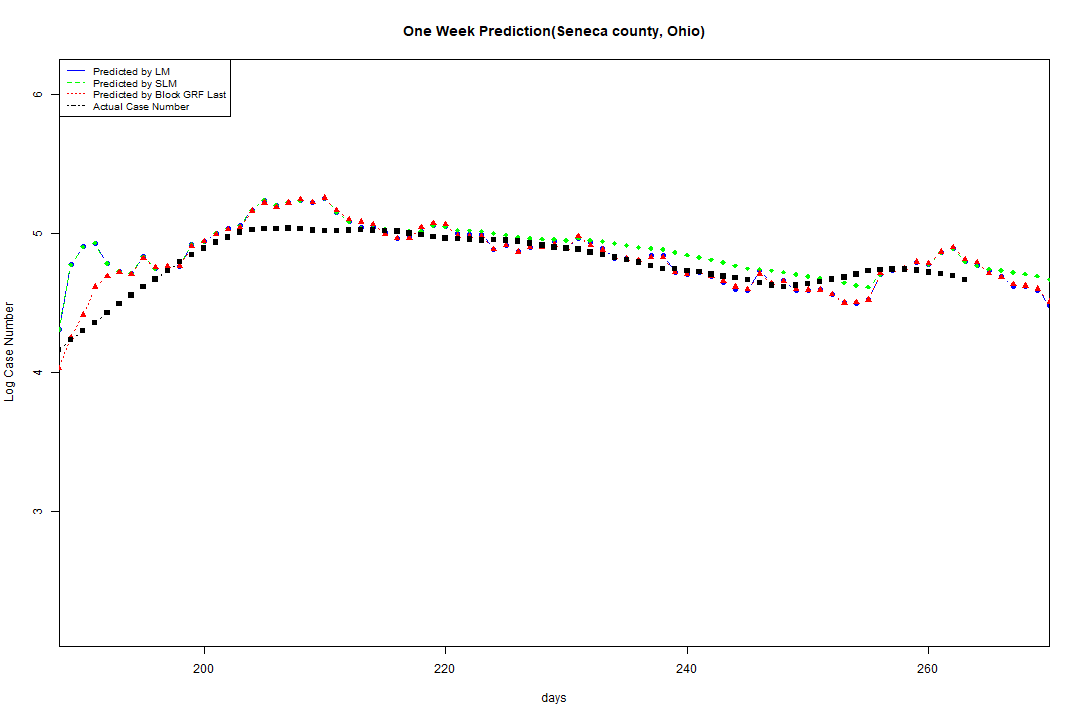 One Week Prediction(Seneca county, Ohio)
Predicted by LM
Predicted by SLM
Predicted by Block GRF Last
Actual Case Number
6
5
4
3
Log Case Number
200 220 240 260
days